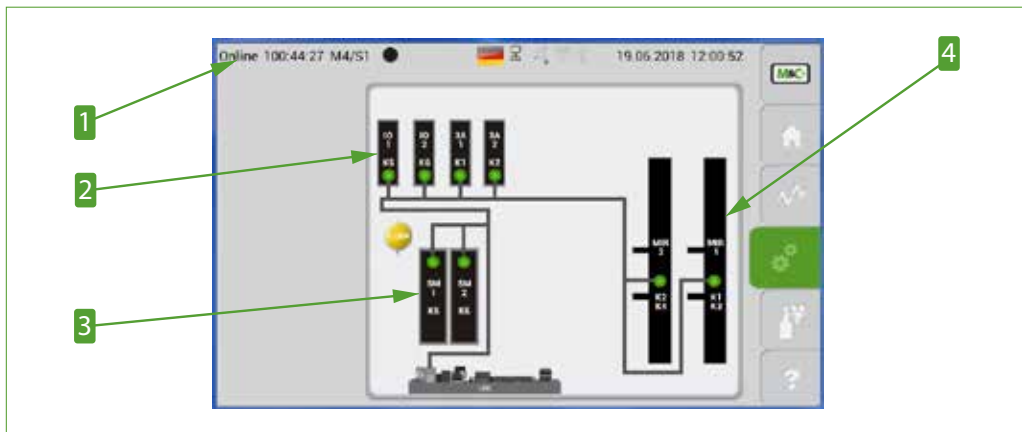 Online 100:44:27 M4/S1
19.06.2018 12:00:52
MRC
1
2
3
4
IO
1
K5
IO
2
K6
SA
1
K1
SA
2
K2
SM
1
K5
SM
2
K6
MIR
2
MIR
1
K1
K2
?